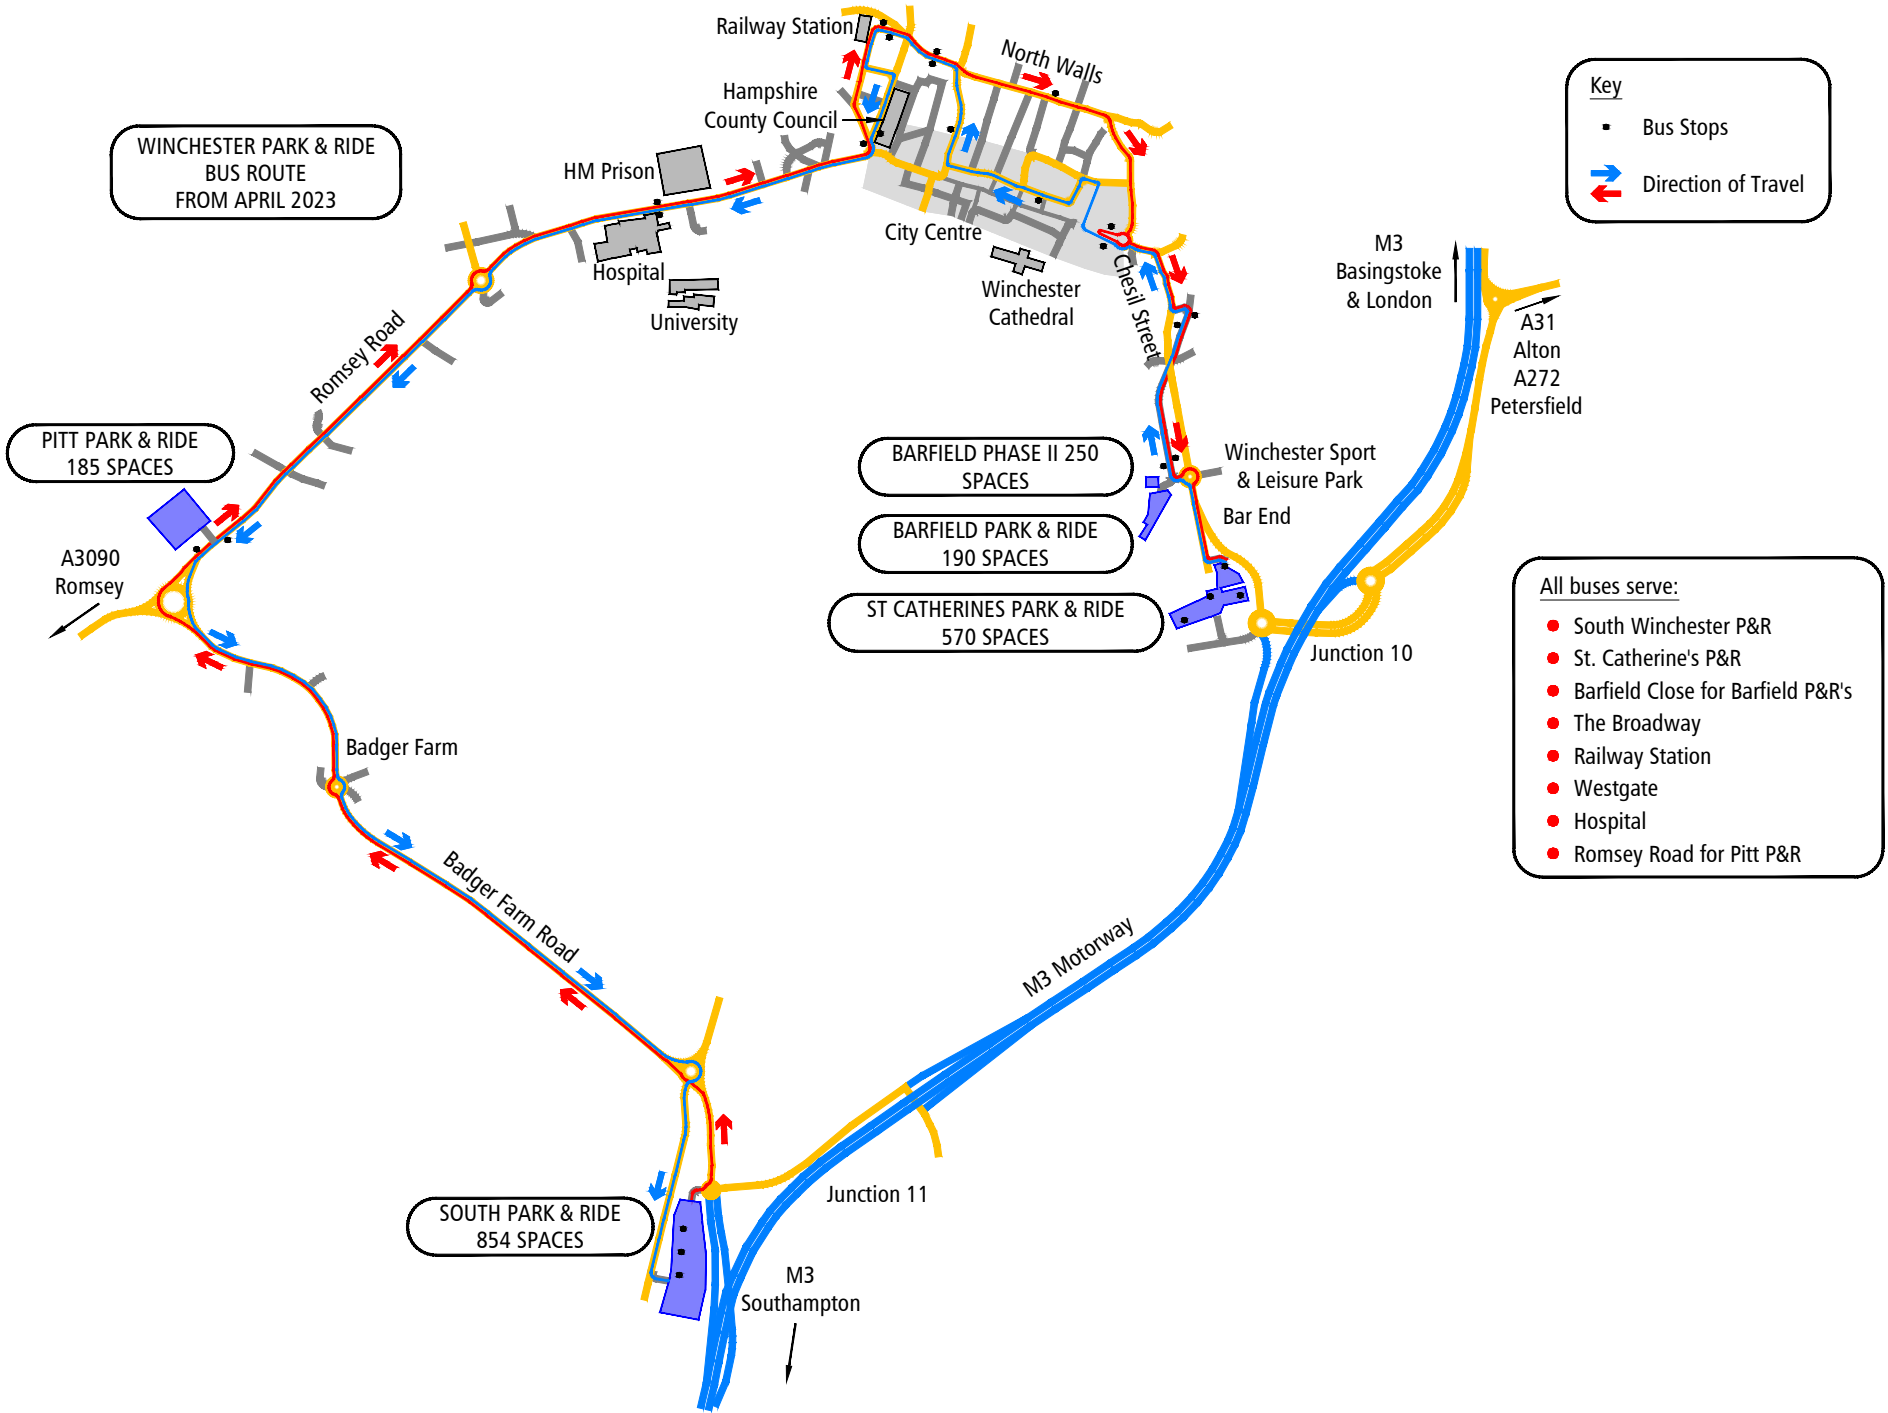 Railway Station
North Walls
Hampshire
County Council
WINCHESTER PARK & RIDE
BUS ROUTE
FROM APRIL 2023
HM Prison
Hospital
University
City Centre
Winchester
Cathedral
Chesil Street
Key
Bus Stops
Direction of Travel
M3
Basingstoke
& London
A31
Alton
A272
Petersfield
Romsey Road
PITT PARK & RIDE
185 SPACES
A3090
Romsey
BARFIELD PHASE II 250
SPACES
Winchester Sport
& Leisure Park
Bar End
BARFIELD PARK & RIDE
190 SPACES
ST CATHERINES PARK & RIDE
570 SPACES
Junction 10
All buses serve:
South Winchester P&R
St. Catherine's P&R
Barfield Close for Barfield P&R's
The Broadway
Railway Station
Westgate
Hospital
Romsey Road for Pitt P&R
Badger Farm
Badger Farm Road
M3 Motorway
Junction 11
SOUTH PARK & RIDE
854 SPACES
M3
Southampton